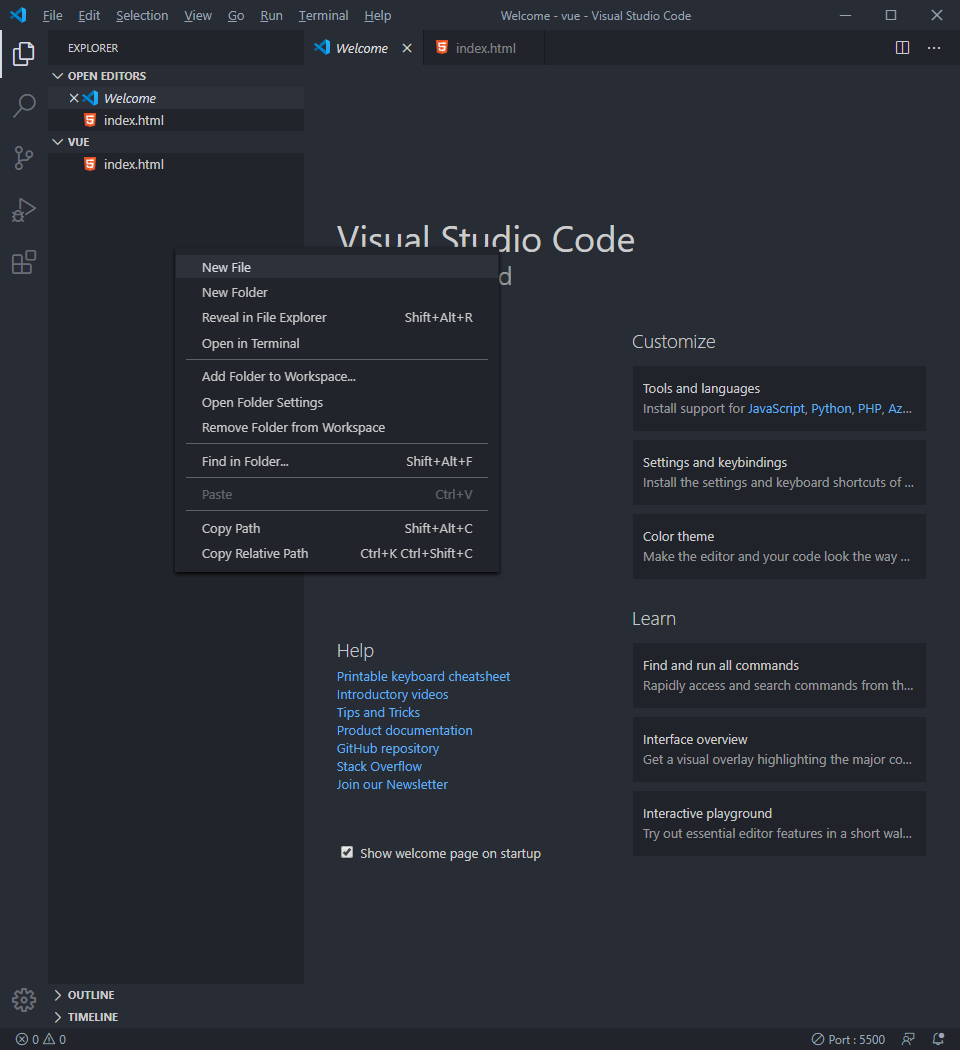 File Edit Selection View Go Run Terminal Help Welcome - vue - Visual Studio Code
EXPLORER
Welcome
index.html
OPEN EDITORS
Welcome
index.html
VUE
index.html
Visual Studio Code
d
New File
New Folder
Reveal in File Explorer Shift+Alt+R
Open in Terminal
Add Folder to Workspace...
Open Folder Settings
Remove Folder from Workspace
Find in Folder... Shift+Alt+F
Paste Ctrl+V
Copy Path Shift+Alt+C
Copy Relative Path Ctrl+K Ctrl+Shift+C
Customize
Tools and languages
Install support for JavaScript, Python, PHP, Az...
Settings and keybindings
Install the settings and keyboard shortcuts of ...
Color theme
Make the editor and your code look the way ...
Learn
Find and run all commands
Rapidly access and search commands from th...
Interface overview
Get a visual overlay highlighting the major co...
Interactive playground
Try out essential editor features in a short wal...
Help
Printable keyboard cheatsheet
Introductory videos
Tips and Tricks
Product documentation
GitHub repository
Stack Overflow
Join our Newsletter
Show welcome page on startup
OUTLINE
TIMELINE
0 0
Port : 5500